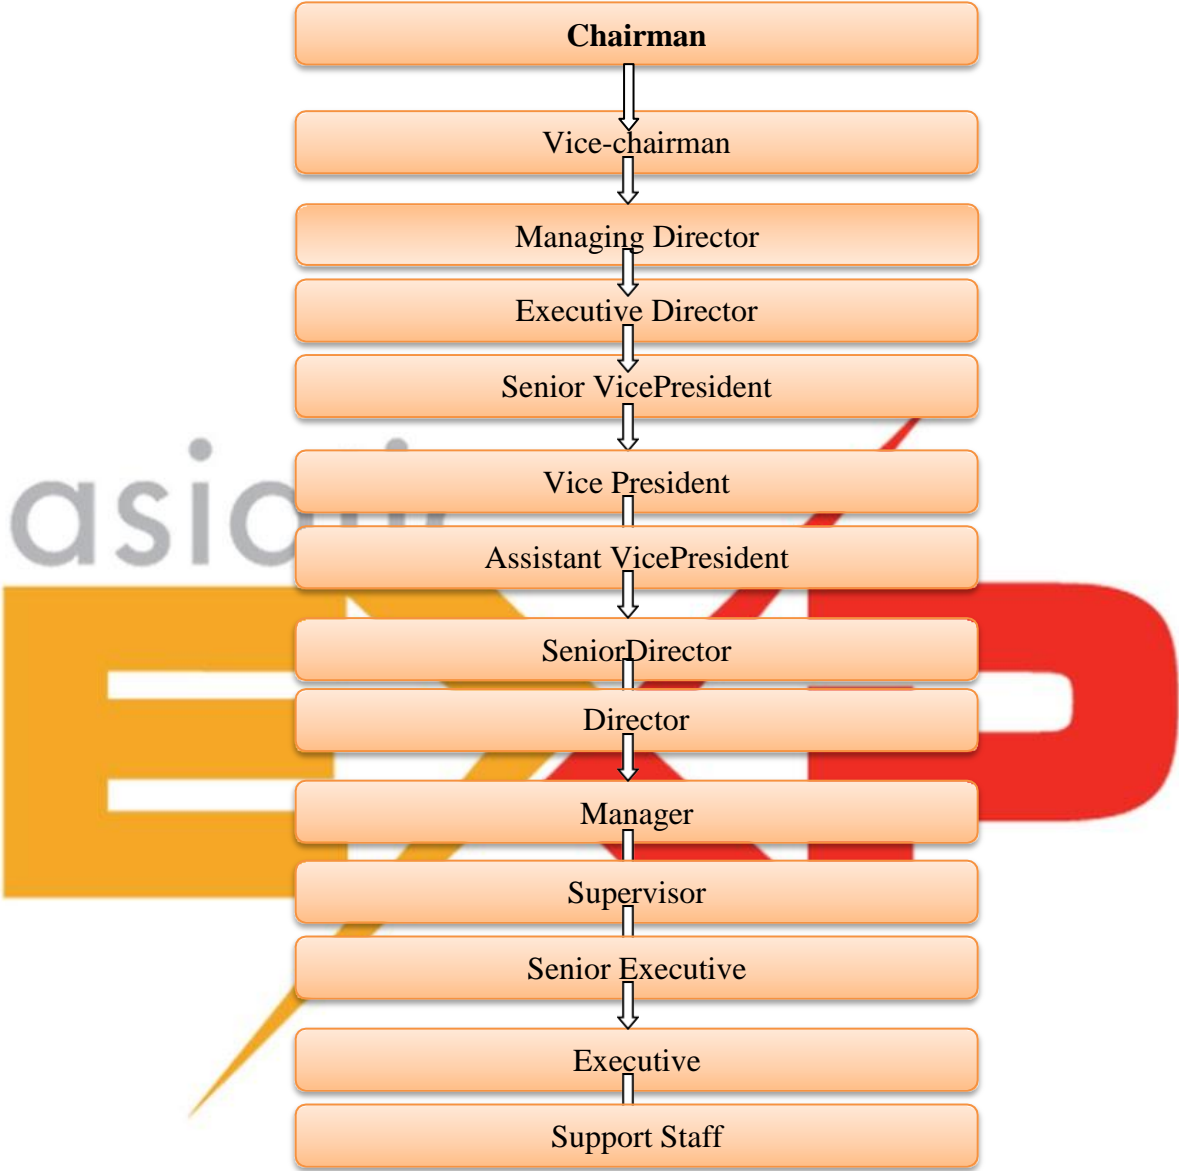 Chairman
Vice-chairman
Managing Director
Executive Director
Senior VicePresident
Vice President
Assistant VicePresident
SeniorDirector
Director
Manager
Supervisor
Senior Executive
Executive
Support Staff
EXP